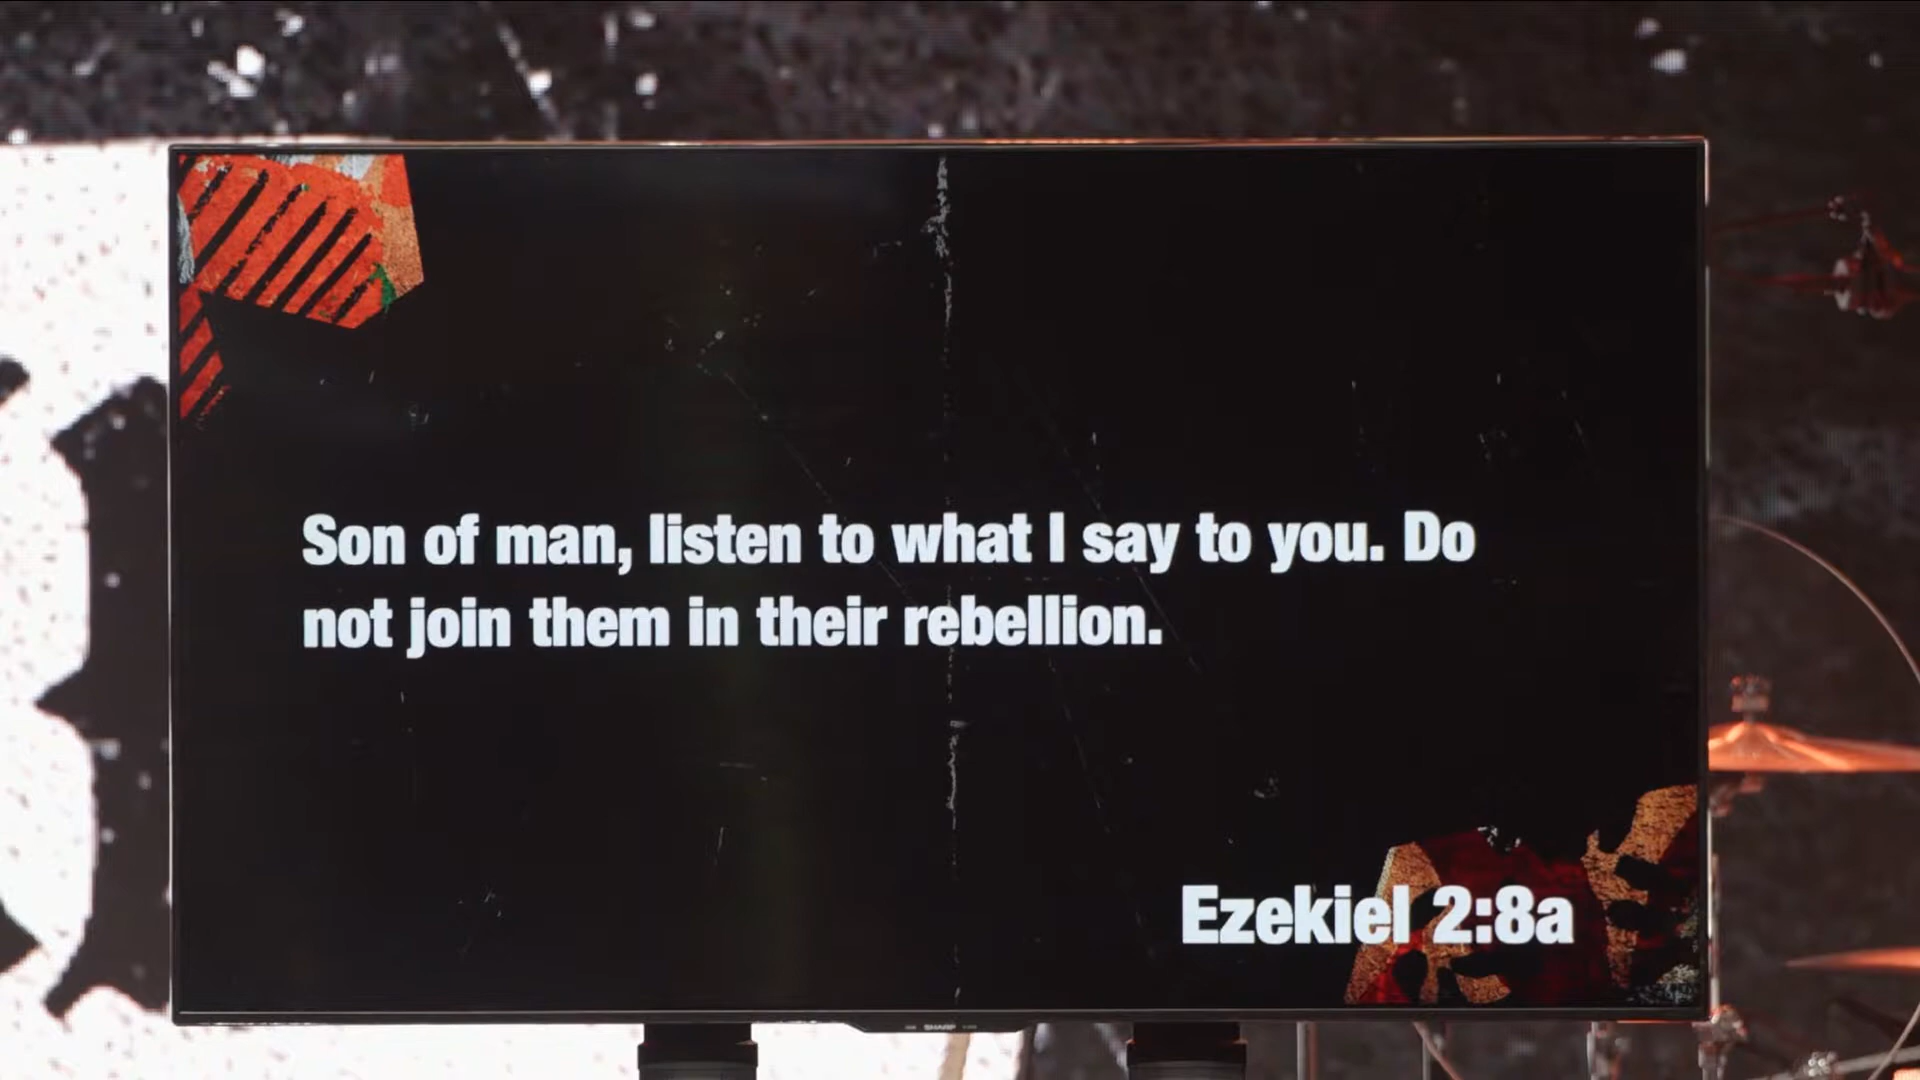 Son of man, listen to what I say to you. Do
not join them in their rebellion.
Ezekiel 2:8a
SHARP